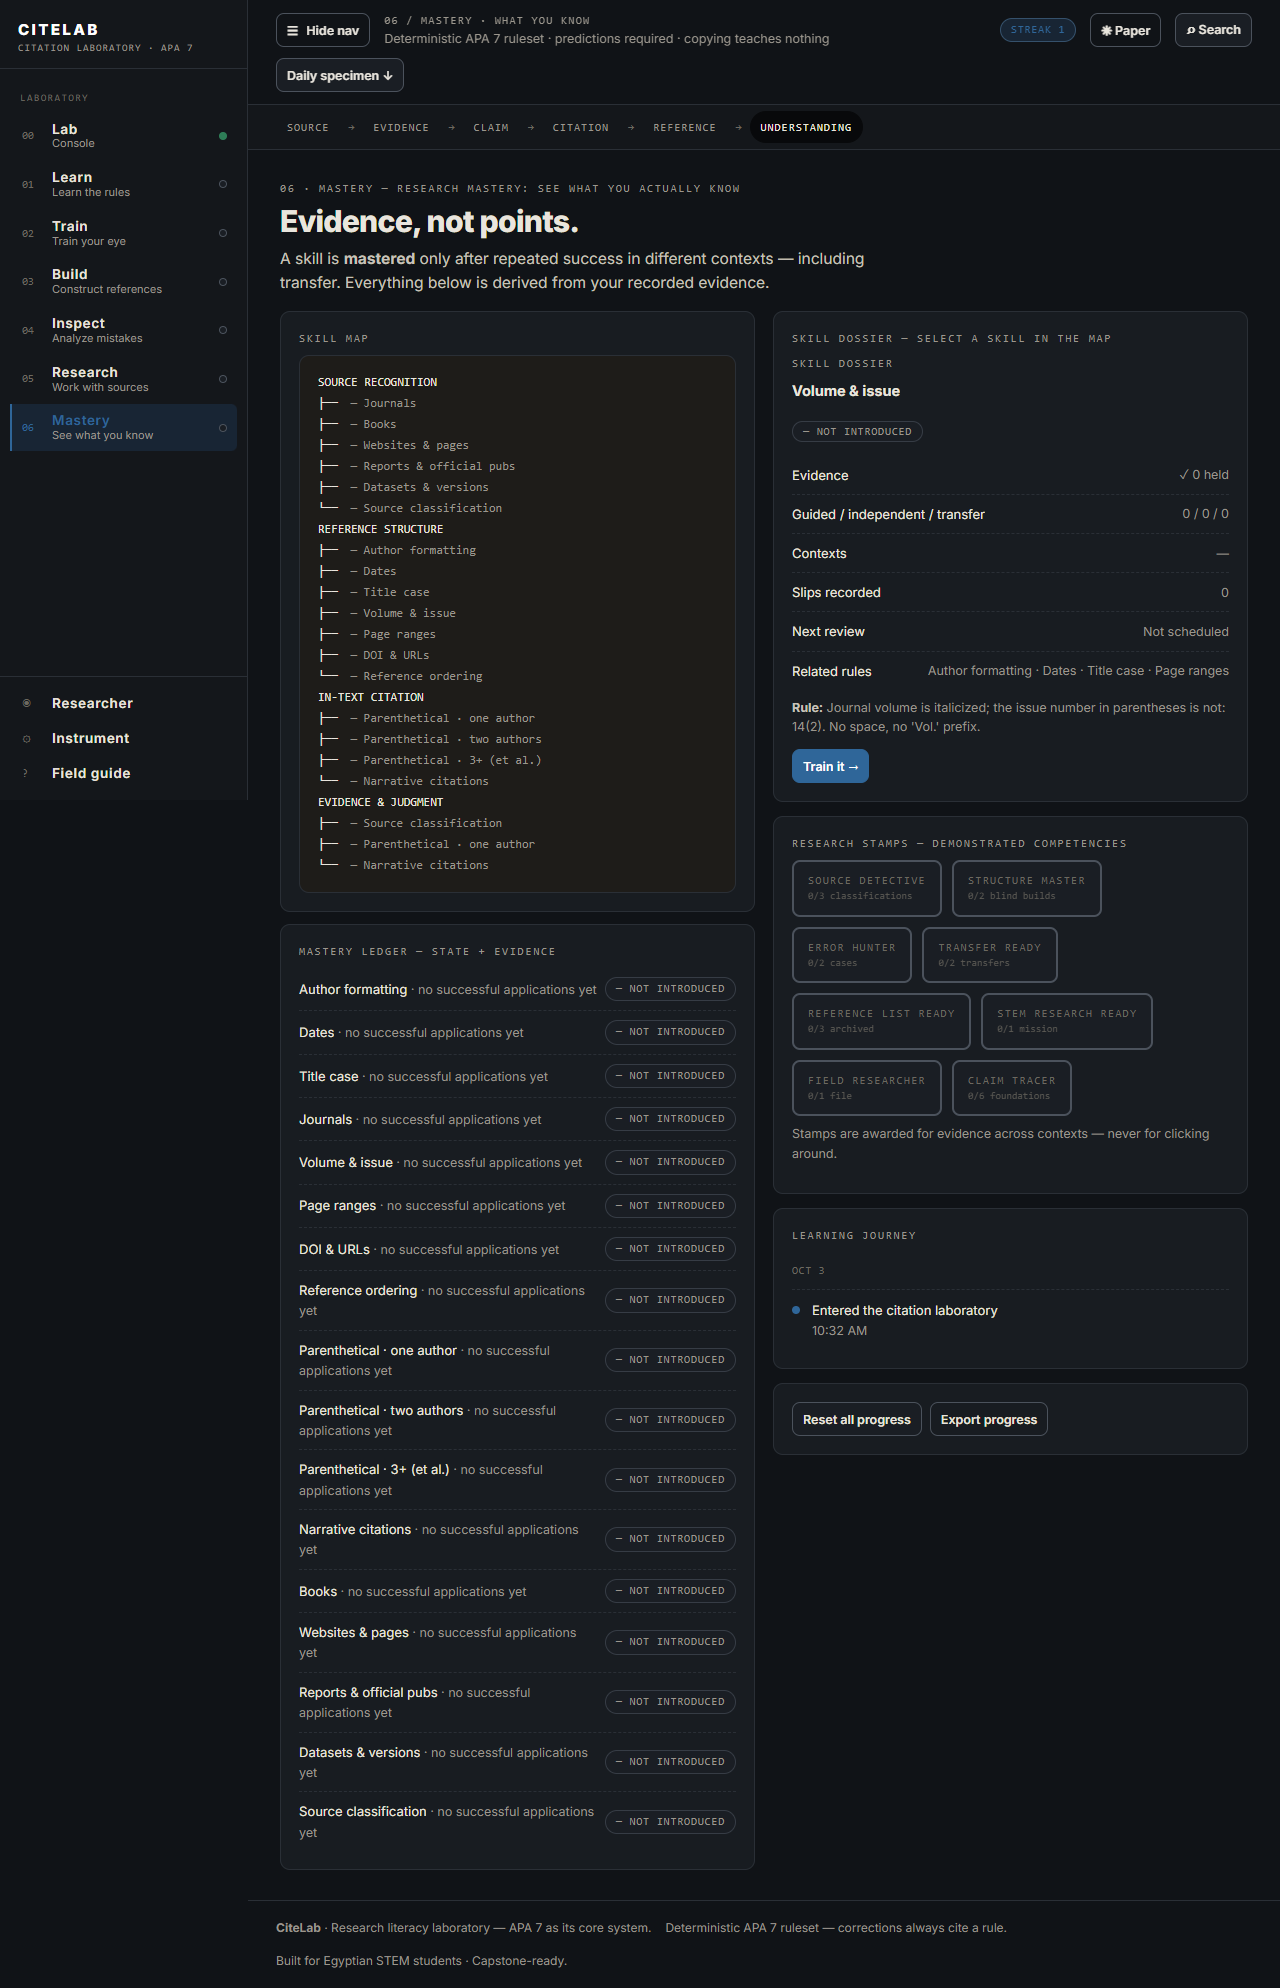 CITELAB
CITATION LABORATORY · APA 7
LABORATORY
00 Lab
Console
01 Learn
Learn the rules
02 Train
Train your eye
03 Build
Construct references
04 Inspect
Analyze mistakes
05 Research
Work with sources
06 Mastery
See what you know
Researcher
Instrument
? Field guide
☰ Hide nav
06 / MASTERY · WHAT YOU KNOW
Deterministic APA 7 ruleset · predictions required · copying teaches nothing
STREAK 1
❋ Paper
⌕ Search
Daily specimen ↓
SOURCE → EVIDENCE → CLAIM → CITATION → REFERENCE → UNDERSTANDING
06 · MASTERY — RESEARCH MASTERY: SEE WHAT YOU ACTUALLY KNOW
Evidence, not points.
A skill is mastered only after repeated success in different contexts — including
transfer. Everything below is derived from your recorded evidence.
SKILL MAP
SOURCE RECOGNITION
├── — Journals
├── — Books
├── — Websites & pages
├── — Reports & official pubs
├── — Datasets & versions
└── — Source classification
REFERENCE STRUCTURE
├── — Author formatting
├── — Dates
├── — Title case
├── — Volume & issue
├── — Page ranges
├── — DOI & URLs
└── — Reference ordering
IN-TEXT CITATION
├── — Parenthetical · one author
├── — Parenthetical · two authors
├── — Parenthetical · 3+ (et al.)
└── — Narrative citations
EVIDENCE & JUDGMENT
├── — Source classification
├── — Parenthetical · one author
└── — Narrative citations
MASTERY LEDGER — STATE + EVIDENCE
Author formatting · no successful applications yet — NOT INTRODUCED
Dates · no successful applications yet — NOT INTRODUCED
Title case · no successful applications yet — NOT INTRODUCED
Journals · no successful applications yet — NOT INTRODUCED
Volume & issue · no successful applications yet — NOT INTRODUCED
Page ranges · no successful applications yet — NOT INTRODUCED
DOI & URLs · no successful applications yet — NOT INTRODUCED
Reference ordering · no successful applications
yet — NOT INTRODUCED
Parenthetical · one author · no successful
applications yet — NOT INTRODUCED
Parenthetical · two authors · no successful
applications yet — NOT INTRODUCED
Parenthetical · 3+ (et al.) · no successful
applications yet — NOT INTRODUCED
Narrative citations · no successful applications
yet — NOT INTRODUCED
Books · no successful applications yet — NOT INTRODUCED
Websites & pages · no successful applications
yet — NOT INTRODUCED
Reports & official pubs · no successful
applications yet — NOT INTRODUCED
Datasets & versions · no successful applications
yet — NOT INTRODUCED
Source classification · no successful applications
yet — NOT INTRODUCED
SKILL DOSSIER — SELECT A SKILL IN THE MAP
SKILL DOSSIER
Volume & issue
— NOT INTRODUCED
Evidence ✓ 0 held
Guided / independent / transfer 0 / 0 / 0
Contexts —
Slips recorded 0
Next review Not scheduled
Related rules Author formatting · Dates · Title case · Page ranges
Rule: Journal volume is italicized; the issue number in parentheses is not:
14(2). No space, no 'Vol.' prefix.
Train it →
RESEARCH STAMPS — DEMONSTRATED COMPETENCIES
SOURCE DETECTIVE
0/3 classifications
STRUCTURE MASTER
0/2 blind builds
ERROR HUNTER
0/2 cases
TRANSFER READY
0/2 transfers
REFERENCE LIST READY
0/3 archived
STEM RESEARCH READY
0/1 mission
FIELD RESEARCHER
0/1 file
CLAIM TRACER
0/6 foundations
Stamps are awarded for evidence across contexts — never for clicking
around.
LEARNING JOURNEY
OCT 3
Entered the citation laboratory
10:32 AM
Reset all progress
Export progress
CiteLab · Research literacy laboratory — APA 7 as its core system. Deterministic APA 7 ruleset — corrections always cite a rule.
Built for Egyptian STEM students · Capstone-ready.